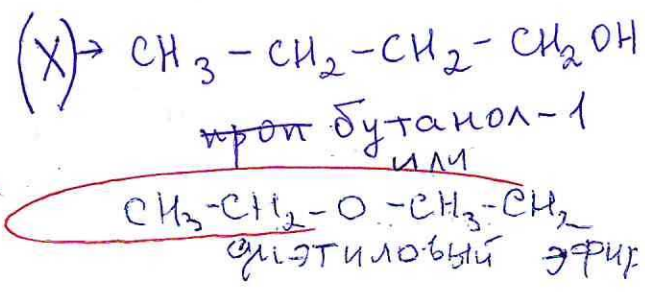 (X)→ CH₃ – CH₂ – CH₂ – CH₂OH
проп бутанол-1
или
CH₃-CH₂-O-CH₃-CH₂
диэтиловый эфир